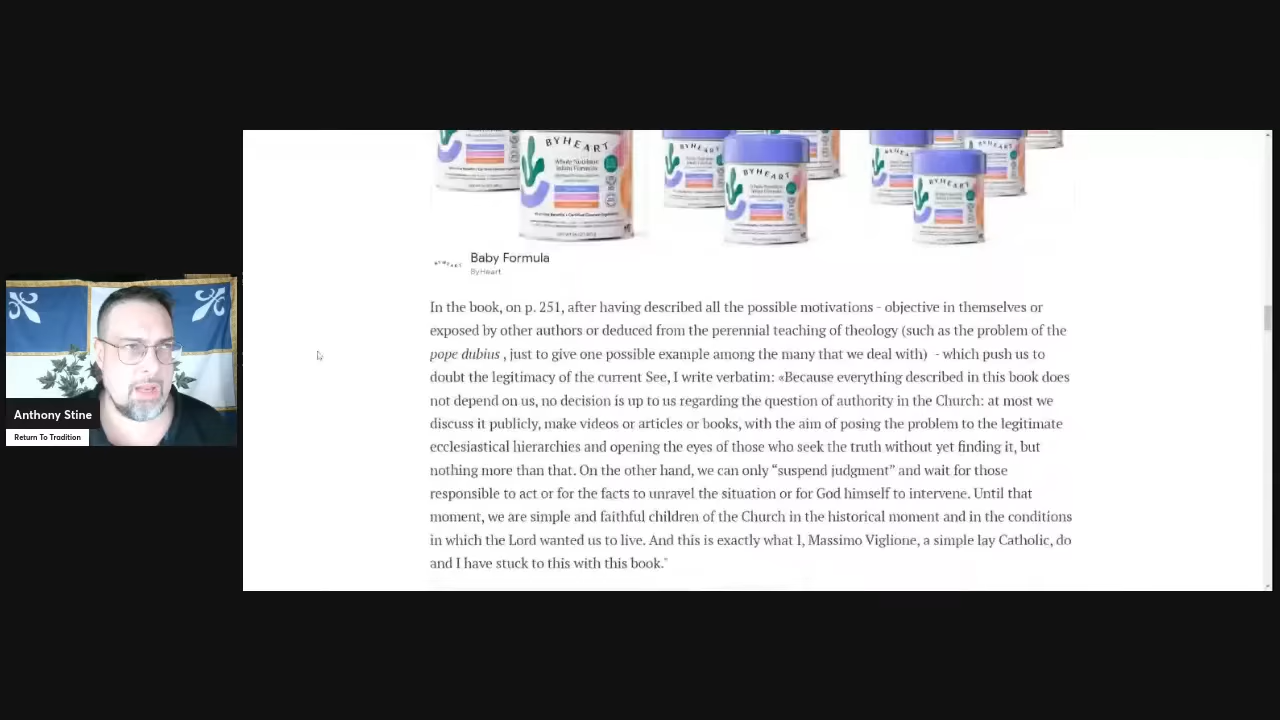 BYHEART
BYHEART
BYHEART
BYHEART
Whole Nutrition
Infant Formula
Baby Formula
ByHeart
In the book, on p. 251, after having described all the possible motivations - objective in themselves or
exposed by other authors or deduced from the perennial teaching of theology (such as the problem of the
pope dubius , just to give one possible example among the many that we deal with)  - which push us to
doubt the legitimacy of the current See, I write verbatim: «Because everything described in this book does
not depend on us, no decision is up to us regarding the question of authority in the Church: at most we
discuss it publicly, make videos or articles or books, with the aim of posing the problem to the legitimate
ecclesiastical hierarchies and opening the eyes of those who seek the truth without yet finding it, but
nothing more than that. On the other hand, we can only “suspend judgment” and wait for those
responsible to act or for the facts to unravel the situation or for God himself to intervene. Until that
moment, we are simple and faithful children of the Church in the historical moment and in the conditions
in which the Lord wanted us to live. And this is exactly what I, Massimo Viglione, a simple lay Catholic, do
and I have stuck to this with this book."
Anthony Stine
Return To Tradition